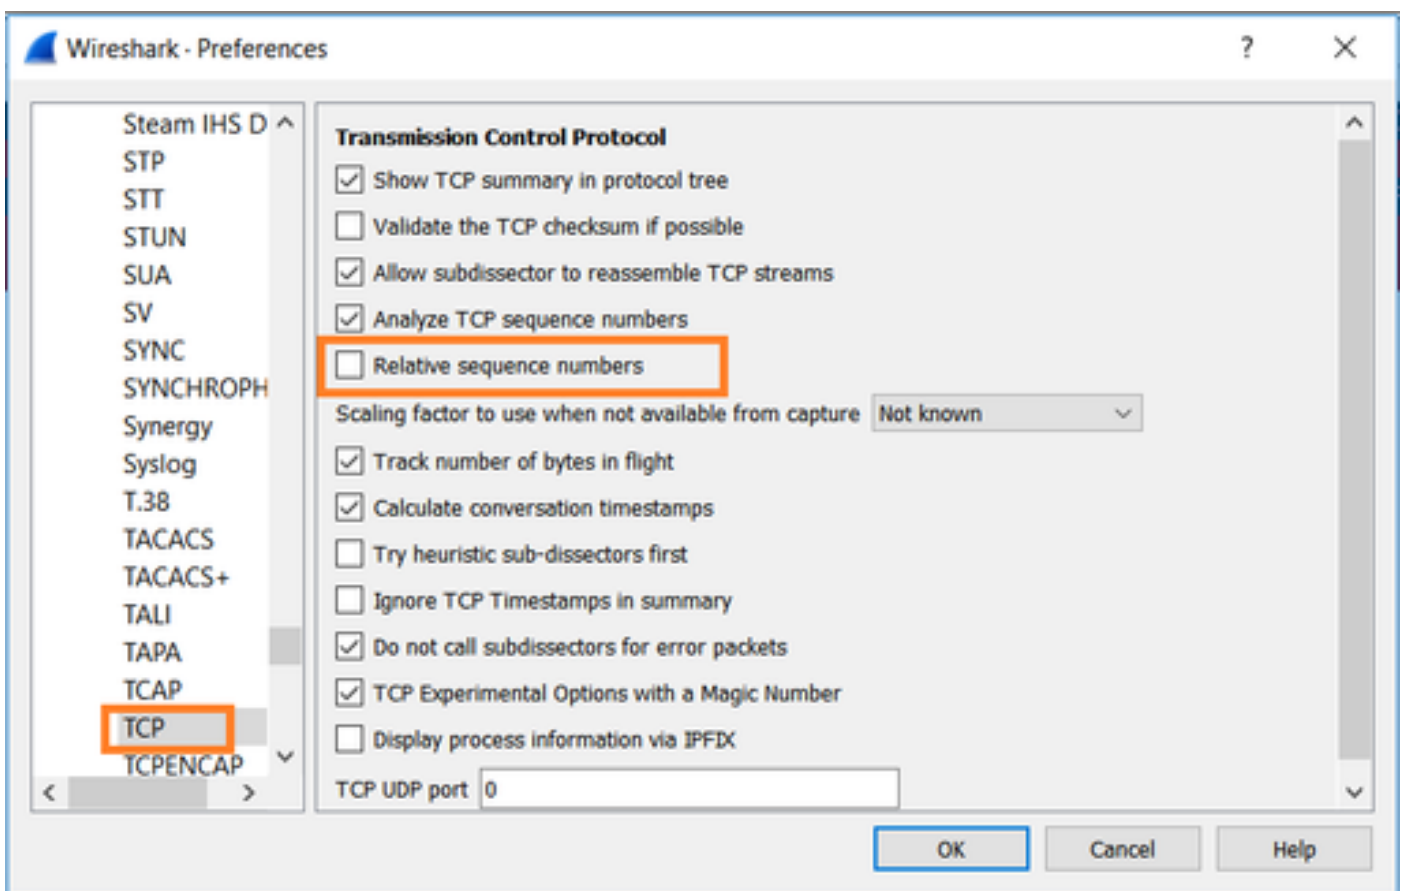 Wireshark - Preferences
?
Steam IHS D
STP
STT
STUN
SUA
SV
SYNC
SYNCHROPH
Synergy
Syslog
T.38
TACACS
TACACS+
TALI
TAPA
TCAP
TCP
TCPENCAP
Transmission Control Protocol
Show TCP summary in protocol tree
Validate the TCP checksum if possible
Allow subdissector to reassemble TCP streams
Analyze TCP sequence numbers
Relative sequence numbers
Scaling factor to use when not available from capture Not known
Track number of bytes in flight
Calculate conversation timestamps
Try heuristic sub-dissectors first
Ignore TCP Timestamps in summary
Do not call subdissectors for error packets
TCP Experimental Options with a Magic Number
Display process information via IPFIX
TCP UDP port 0
OK Cancel Help